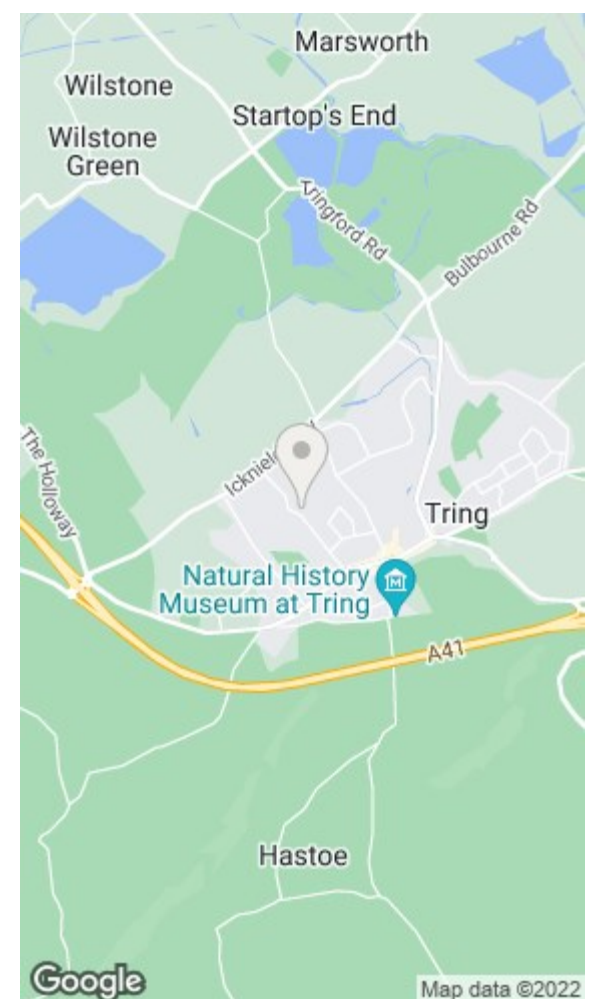 Marsworth
Wilstone
Startop's End
Wilstone
Green
Tringford Rd
Bulbourne Rd
The Holloway
Tring
Natural History
Museum at Tring
M
A41
Hastoe
Google
Map data ©2022